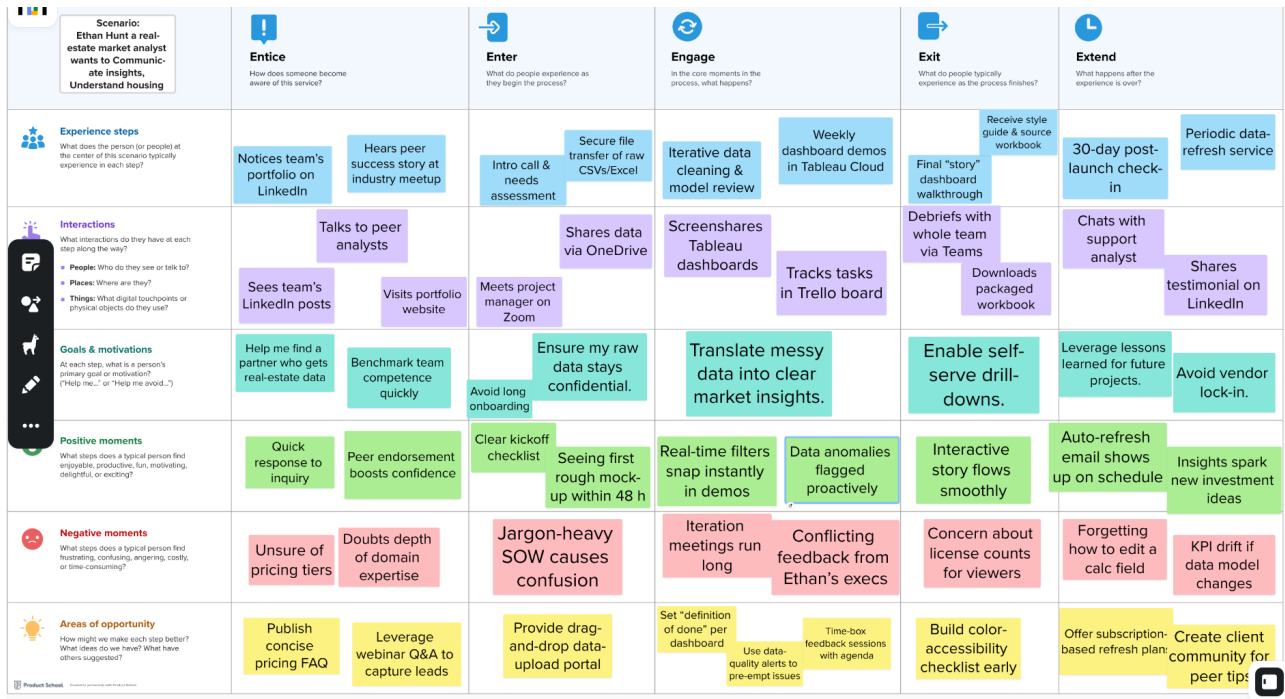 Scenario:
Ethan Hunt a real-
estate market analyst
wants to Communic-
ate insights,
Understand housing
Entice
How does someone become
aware of this service?
Enter
What do people experience as
they begin the process?
Engage
In the core moments in the
process, what happens?
Exit
What do people typically
experience as the process finishes?
Extend
What happens after the
experience is over?
Experience steps
What does the person (or people) at
the center of this scenario typically
experience in each step?
Notices team's
portfolio on
LinkedIn
Hears peer
success story at
industry meetup
Intro call &
needs
assessment
Secure file
transfer of raw
CSVs/Excel
Iterative data
cleaning &
model review
Weekly
dashboard demos
in Tableau Cloud
Final “story”
dashboard
walkthrough
Receive style
guide & source
workbook
30-day post-
launch check-
in
Periodic data-
refresh service
Interactions
What interactions do they have at each
step along the way?
People: Who do they see or talk to?
Places: Where are they?
Things: What digital touchpoints or
physical objects do they use?
Talks to peer
analysts
Sees team's
LinkedIn posts
Visits portfolio
website
Shares data
via OneDrive
Meets project
manager on
Zoom
Screenshares
Tableau
dashboards
Tracks tasks
in Trello board
Debriefs with
whole team
via Teams
Downloads
packaged
workbook
Chats with
support
analyst
Shares
testimonial on
LinkedIn
Goals & motivations
At each step, what is a person's
primary goal or motivation?
(“Help me...” or “Help me avoid...”)
Help me find a
partner who gets
real-estate data
Benchmark team
competence
quickly
Avoid long
onboarding
Ensure my raw
data stays
confidential.
Translate messy
data into clear
market insights.
Enable self-
serve drill-
downs.
Leverage lessons
learned for future
projects.
Avoid vendor
lock-in.
Positive moments
What steps does a typical person find
enjoyable, productive, fun, motivating,
delightful, or exciting?
Quick
response to
inquiry
Peer endorsement
boosts confidence
Clear kickoff
checklist
Seeing first
rough mock-
up within 48 h
Real-time filters
snap instantly
in demos
Data anomalies
flagged
proactively
Interactive
story flows
smoothly
Auto-refresh
email shows
up on schedule
Insights spark
new investment
ideas
Negative moments
What steps does a typical person find
frustrating, confusing, angering, costly,
or time-consuming?
Unsure of
pricing tiers
Doubts depth
of domain
expertise
Jargon-heavy
SOW causes
confusion
Iteration
meetings run
long
Conflicting
feedback from
Ethan's execs
Concern about
license counts
for viewers
Forgetting
how to edit a
calc field
KPI drift if
data model
changes
Areas of opportunity
How might we make each step better?
What ideas do we have? What have
others suggested?
Publish
concise
pricing FAQ
Leverage
webinar Q&A to
capture leads
Provide drag-
and-drop data-
upload portal
Set “definition
of done” per
dashboard
Use data-
quality alerts to
pre-empt issues
Time-box
feedback sessions
with agenda
Build color-
accessibility
checklist early
Offer subscription-
based refresh plans
Create client
community for
peer tips
Product School